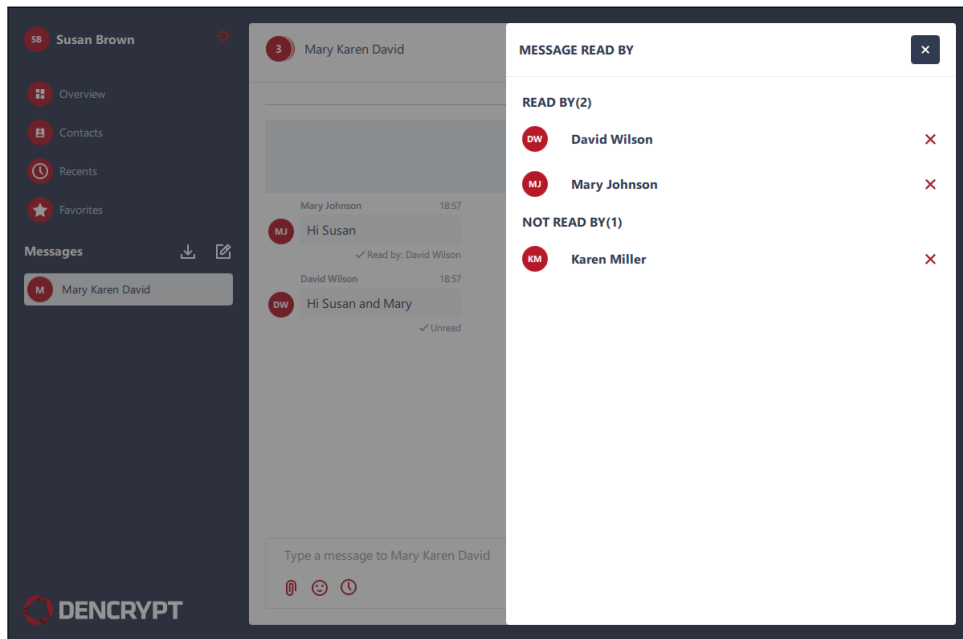 SB Susan Brown
Overview
Contacts
Recents
Favorites
Messages
M Mary Karen David
DENCRYPT
3 Mary Karen David
Mary Johnson 18:57
MJ Hi Susan
Read by: David Wilson
David Wilson 18:57
DW Hi Susan and Mary
Unread
Type a message to Mary Karen David
MESSAGE READ BY
READ BY(2)
DW David Wilson
MJ Mary Johnson
NOT READ BY(1)
KM Karen Miller